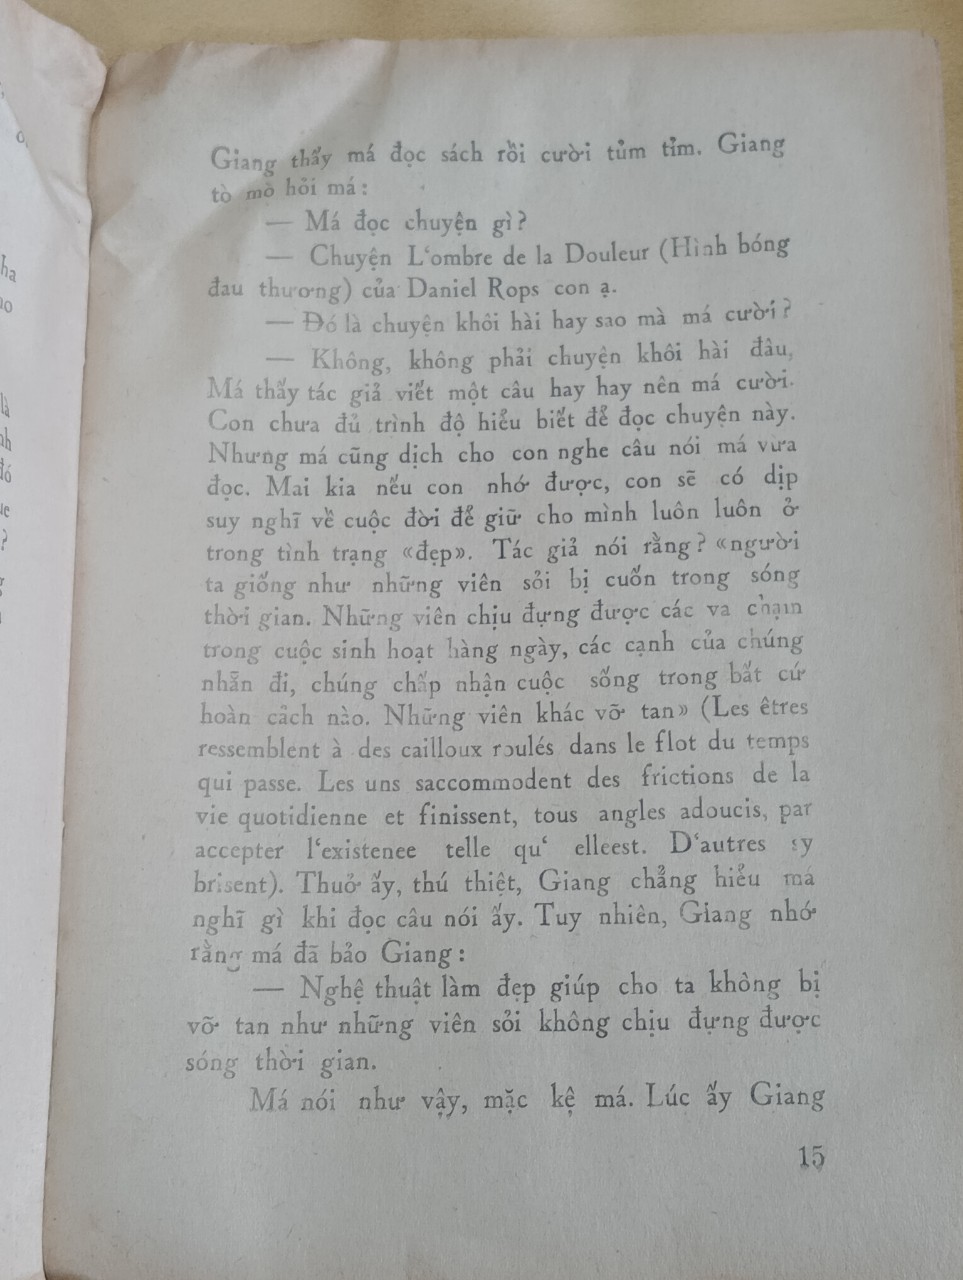 Giang thấy má đọc sách rồi cười tủm tỉm. Giang
tò mò hỏi má :
— Má đọc chuyện gì ?
— Chuyện L‘ombre de la Douleur (Hình bóng
đau thương) của Daniel Rops con ạ.
— Đó là chuyện khôi hài hay sao mà má cười ?
— Không, không phải chuyện khôi hài đâu,
Má thấy tác giả viết một câu hay hay nên má cười.
Con chưa đủ trình độ hiểu biết để đọc chuyện này.
Nhưng má cũng dịch cho con nghe câu nói má vừa
đọc. Mai kia nếu con nhớ được, con sẽ có dịp
suy nghĩ về cuộc đời để giữ cho mình luôn luôn ở
trong tình trạng «đẹp». Tác giả nói rằng ? «người
ta giống như những viên sỏi bị cuốn trong sóng
thời gian. Những viên chịu đựng được các va chạm
trong cuộc sinh hoạt hàng ngày, các cạnh của chúng
nhẵn đi, chúng chấp nhận cuộc sống trong bất cứ
hoàn cảch nào. Những viên khác vỡ tan» (Les êtres
ressemblent à des cailloux roulés dans le flot du temps
qui passe. Les uns saccommodent des frictions de la
vie quotidienne et finissent, tous angles adoucis, par
accepter l‘existenee telle qu‘ elleest. D‘autres sy
brisent). Thuở ấy, thú thiệt, Giang chẳng hiểu má
nghĩ gì khi đọc câu nói ấy. Tuy nhiên, Giang nhớ
rằng má đã bảo Giang :
— Nghệ thuật làm đẹp giúp cho ta không bị
vỡ tan như những viên sỏi không chịu đựng được
sóng thời gian.
Má nói như vậy, mặc kệ má. Lúc ấy Giang
15